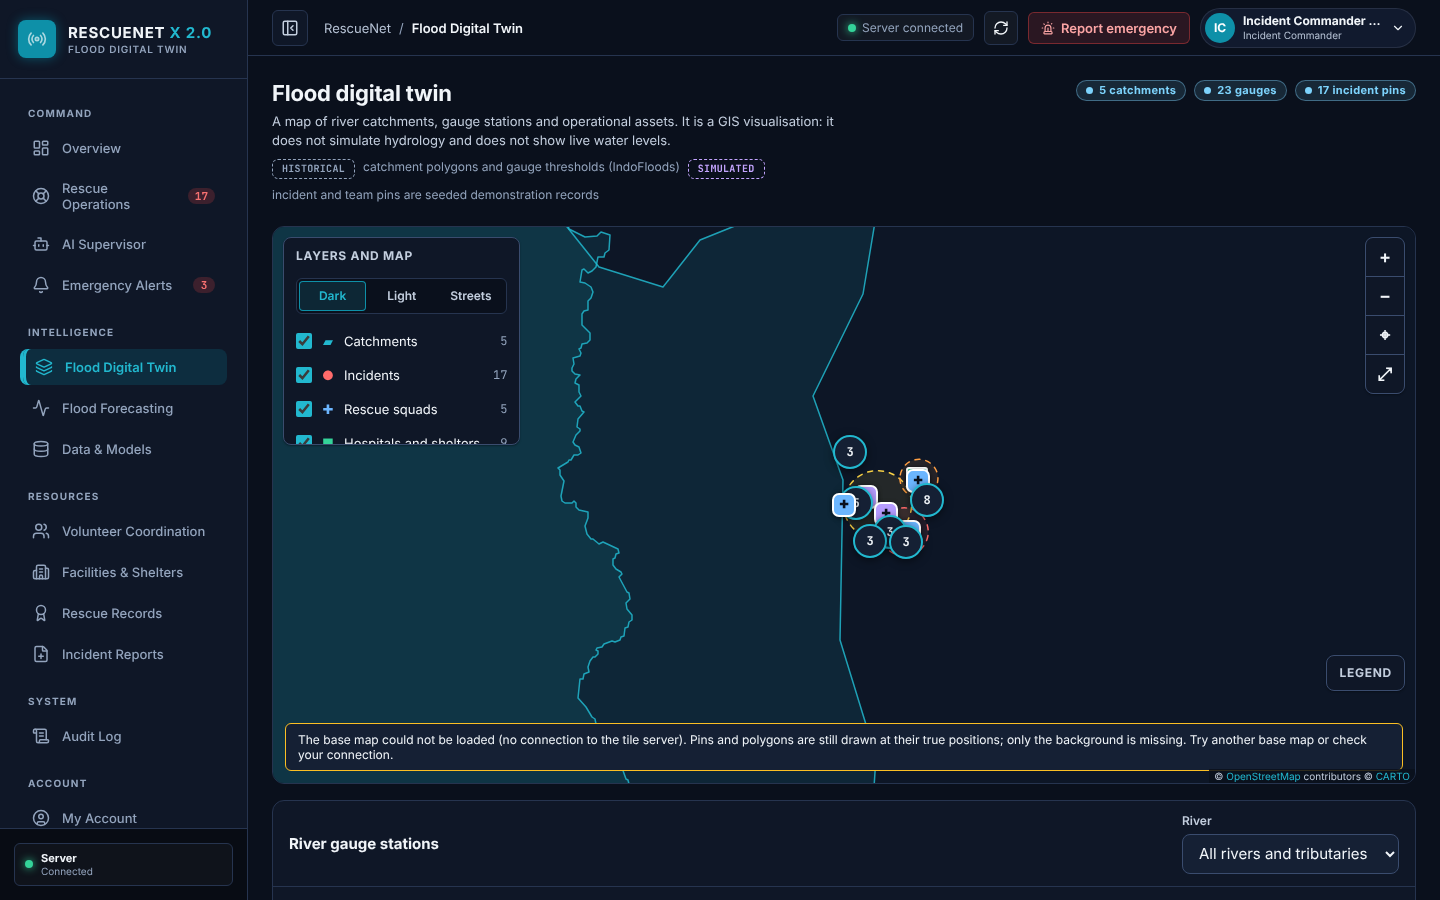 RESCUENET X 2.0
FLOOD DIGITAL TWIN
RescueNet / Flood Digital Twin
Server connected
Report emergency
IC
Incident Commander ...
Incident Commander
COMMAND
Overview
Rescue
Operations
17
AI Supervisor
Emergency Alerts
3
INTELLIGENCE
Flood Digital Twin
Flood Forecasting
Data & Models
RESOURCES
Volunteer Coordination
Facilities & Shelters
Rescue Records
Incident Reports
SYSTEM
Audit Log
ACCOUNT
My Account
Server
Connected
Flood digital twin
5 catchments
23 gauges
17 incident pins
A map of river catchments, gauge stations and operational assets. It is a GIS visualisation: it
does not simulate hydrology and does not show live water levels.
HISTORICAL catchment polygons and gauge thresholds (IndoFloods) SIMULATED
incident and team pins are seeded demonstration records
LAYERS AND MAP
Dark Light Streets
Catchments 5
Incidents 17
Rescue squads 5
Hospitals and shelters 9
3
8
3
3
3
LEGEND
The base map could not be loaded (no connection to the tile server). Pins and polygons are still drawn at their true positions; only the background is missing. Try another base map or check
your connection.
© OpenStreetMap contributors © CARTO
River gauge stations
River
All rivers and tributaries